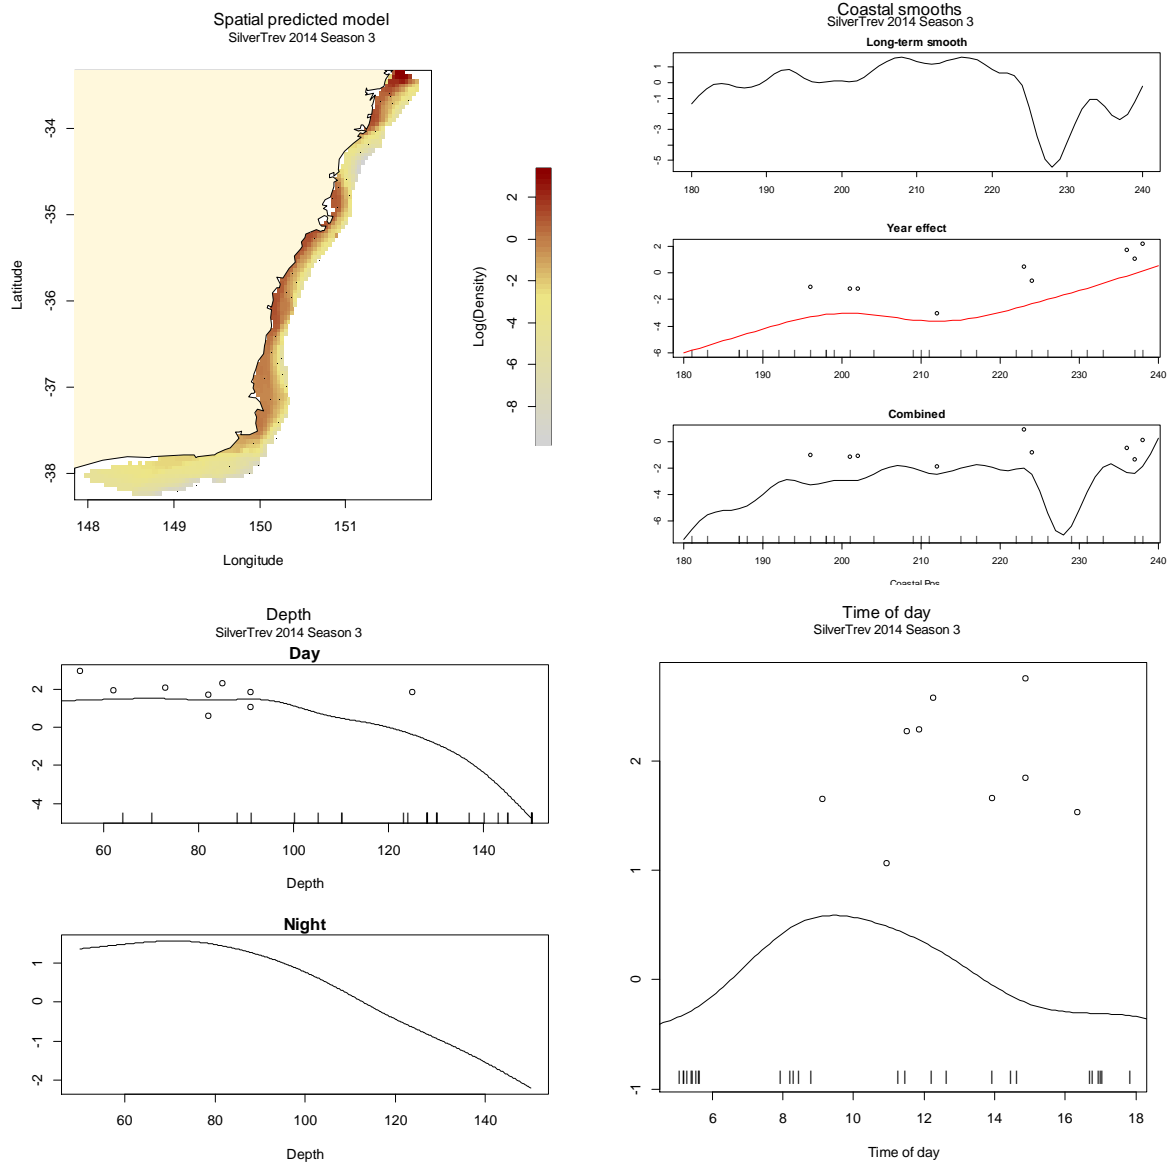 Spatial predicted model
SilverTrev 2014 Season 3
-34
-35
-36
-37
-38
Latitude
148 149 150 151
Longitude
2
0
-2
-4
-6
-8
Log(Density)
Coastal smooths
SilverTrev 2014 Season 3
Long-term smooth
1
0
-1
-3
-5
180 190 200 210 220 230 240
Year effect
2
0
-2
-4
-6
180 190 200 210 220 230 240
Combined
0
-2
-4
-6
180 190 200 210 220 230 240
Coastal Pos
Depth
SilverTrev 2014 Season 3
Day
2
0
-2
-4
60 80 100 120 140
Depth
Night
1
0
-1
-2
60 80 100 120 140
Depth
Time of day
SilverTrev 2014 Season 3
2
1
0
-1
6 8 10 12 14 16 18
Time of day